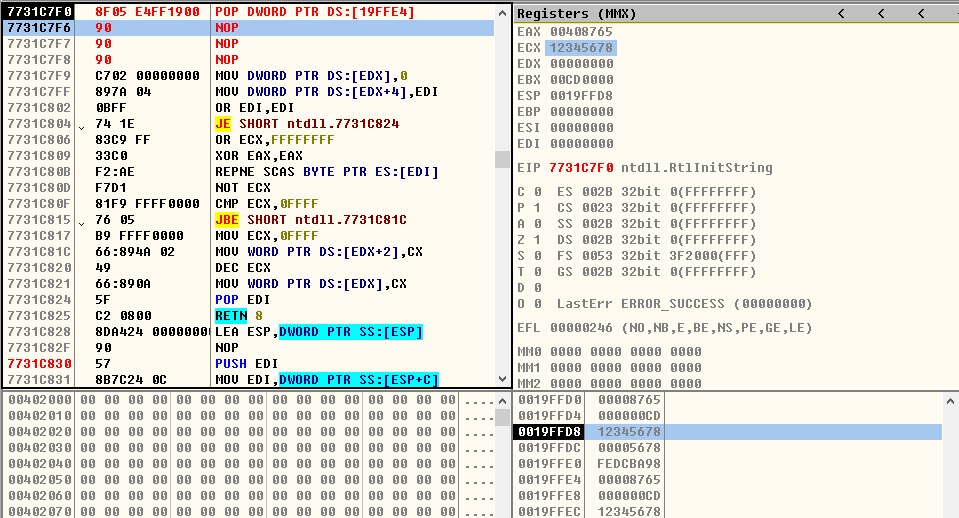 7731C7F0 8F05 E4FF1900 POP DWORD PTR DS:[19FFE4]
7731C7F6 90 NOP
7731C7F7 90 NOP
7731C7F8 90 NOP
7731C7F9 C702 00000000 MOV DWORD PTR DS:[EDX],0
7731C7FF 897A 04 MOV DWORD PTR DS:[EDX+4],EDI
7731C802 0BFF OR EDI,EDI
7731C804 74 1E JE SHORT ntdll.7731C824
7731C806 83C9 FF OR ECX,FFFFFFFF
7731C809 33C0 XOR EAX,EAX
7731C80B F2:AE REPNE SCAS BYTE PTR ES:[EDI]
7731C80D F7D1 NOT ECX
7731C80F 81F9 FFFF0000 CMP ECX,0FFFF
7731C815 76 05 JBE SHORT ntdll.7731C81C
7731C817 B9 FFFF0000 MOV ECX,0FFFF
7731C81C 66:894A 02 MOV WORD PTR DS:[EDX+2],CX
7731C820 49 DEC ECX
7731C821 66:890A MOV WORD PTR DS:[EDX],CX
7731C824 5F POP EDI
7731C825 C2 0800 RETN 8
7731C828 8DA424 00000000 LEA ESP,DWORD PTR SS:[ESP]
7731C82F 90 NOP
7731C830 57 PUSH EDI
7731C831 8B7C24 0C MOV EDI,DWORD PTR SS:[ESP+C]
Registers (MMX) < < <
EAX 00408765
ECX 12345678
EDX 00000000
EBX 00CD0000
ESP 0019FFD8
EBP 00000000
ESI 00000000
EDI 00000000
EIP 7731C7F0 ntdll.RtlInitString
C 0 ES 002B 32bit 0(FFFFFFFF)
P 1 CS 0023 32bit 0(FFFFFFFF)
A 0 SS 002B 32bit 0(FFFFFFFF)
Z 1 DS 002B 32bit 0(FFFFFFFF)
S 0 FS 0053 32bit 3F2000(FFF)
T 0 GS 002B 32bit 0(FFFFFFFF)
D 0
O 0 LastErr ERROR_SUCCESS (00000000)
EFL 00000246 (NO,NB,E,BE,NS,PE,GE,LE)
MM0 0000 0000 0000 0000
MM1 0000 0000 0000 0000
MM2 0000 0000 0000 0000
00402000 00 00 00 00 00 00 00 00 00 00 00 00 00 00 00 00 ....
00402010 00 00 00 00 00 00 00 00 00 00 00 00 00 00 00 00 ....
00402020 00 00 00 00 00 00 00 00 00 00 00 00 00 00 00 00 ....
00402030 00 00 00 00 00 00 00 00 00 00 00 00 00 00 00 00 ....
00402040 00 00 00 00 00 00 00 00 00 00 00 00 00 00 00 00 ....
00402050 00 00 00 00 00 00 00 00 00 00 00 00 00 00 00 00 ....
00402060 00 00 00 00 00 00 00 00 00 00 00 00 00 00 00 00 ....
00402070 00 00 00 00 00 00 00 00 00 00 00 00 00 00 00 00 ....
0019FFD0 00008765
0019FFD4 000000CD
0019FFD8 12345678
0019FFDC 00005678
0019FFE0 FEDCBA98
0019FFE4 00008765
0019FFE8 000000CD
0019FFEC 12345678